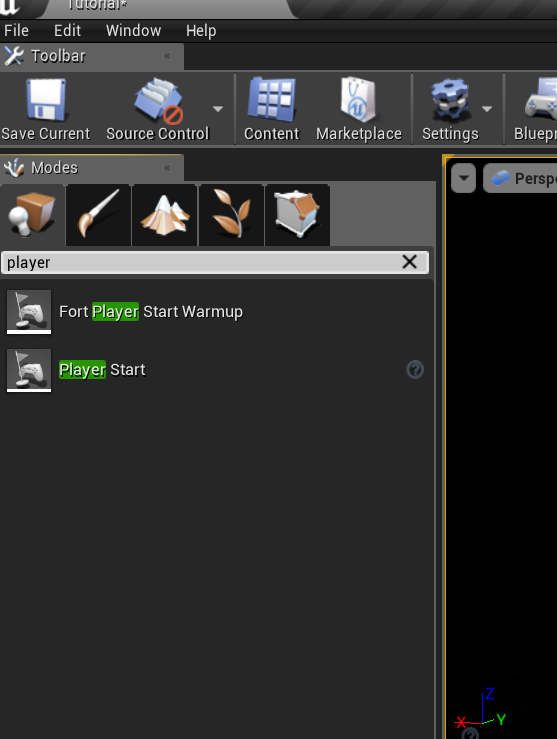 Tutorial*
File Edit Window Help
Toolbar
Save Current Source Control Content Marketplace Settings Bluepr
Modes
Perspe
player
Fort Player Start Warmup
Player Start
?
Z
X Y
?